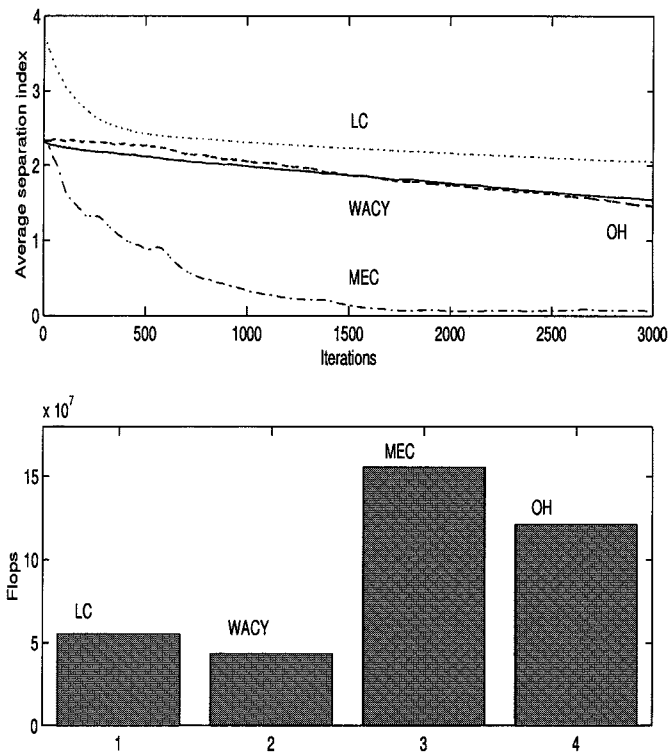 4
3
2
1
0
Average separation index
LC
WACY
OH
MEC
0 500 1000 1500 2000 2500 3000
Iterations
x 10^7
15
10
5
0
Flops
LC
WACY
MEC
OH
1 2 3 4